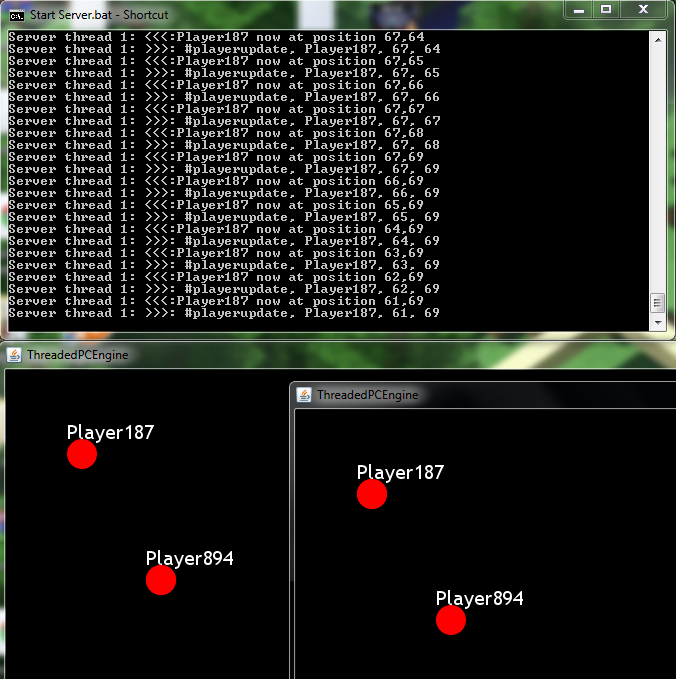 Start Server.bat - Shortcut
Server thread 1: <<<:Player187 now at position 67,64
Server thread 1: >>>: #playerupdate, Player187, 67, 64
Server thread 1: <<<:Player187 now at position 67,65
Server thread 1: >>>: #playerupdate, Player187, 67, 65
Server thread 1: <<<:Player187 now at position 67,66
Server thread 1: >>>: #playerupdate, Player187, 67, 66
Server thread 1: <<<:Player187 now at position 67,67
Server thread 1: >>>: #playerupdate, Player187, 67, 67
Server thread 1: <<<:Player187 now at position 67,68
Server thread 1: >>>: #playerupdate, Player187, 67, 68
Server thread 1: <<<:Player187 now at position 67,69
Server thread 1: >>>: #playerupdate, Player187, 67, 69
Server thread 1: <<<:Player187 now at position 66,69
Server thread 1: >>>: #playerupdate, Player187, 66, 69
Server thread 1: <<<:Player187 now at position 65,69
Server thread 1: >>>: #playerupdate, Player187, 65, 69
Server thread 1: <<<:Player187 now at position 64,69
Server thread 1: >>>: #playerupdate, Player187, 64, 69
Server thread 1: <<<:Player187 now at position 63,69
Server thread 1: >>>: #playerupdate, Player187, 63, 69
Server thread 1: <<<:Player187 now at position 62,69
Server thread 1: >>>: #playerupdate, Player187, 62, 69
Server thread 1: <<<:Player187 now at position 61,69
Server thread 1: >>>: #playerupdate, Player187, 61, 69
ThreadedPCEngine
Player187
Player894
ThreadedPCEngine
Player187
Player894